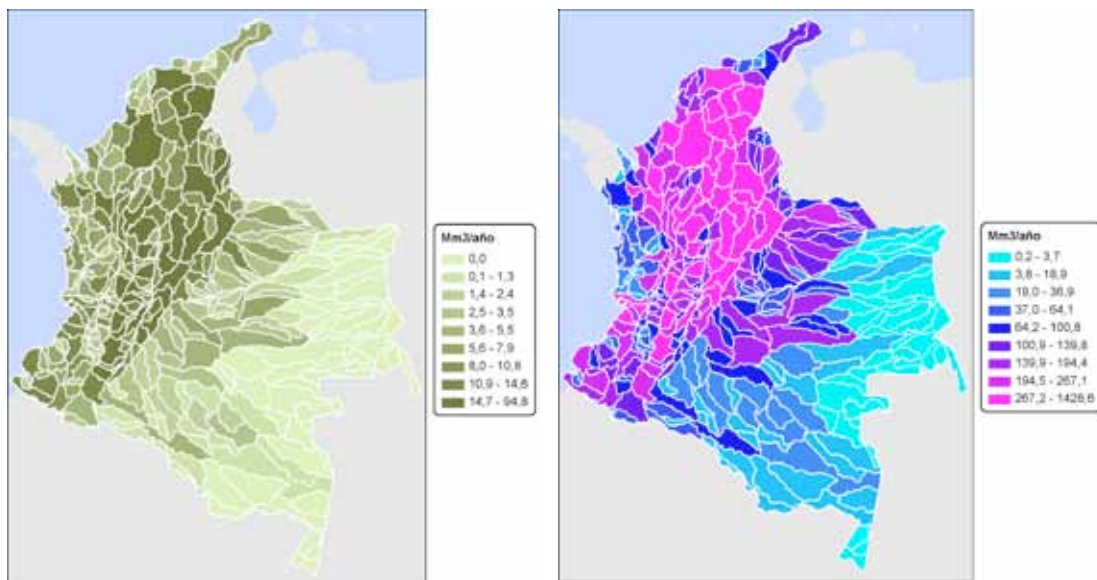 Mm3/año
0,0
0,1 - 1,3
1,4 - 2,4
2,5 - 3,5
3,6 - 5,5
5,6 - 7,9
8,0 - 10,8
10,9 - 14,6
14,7 - 94,8
Mm3/año
0,2 - 3,7
3,8 - 18,9
19,0 - 36,9
37,0 - 64,1
64,2 - 100,8
100,9 - 139,8
139,9 - 194,4
194,5 - 267,1
267,2 - 1428,6